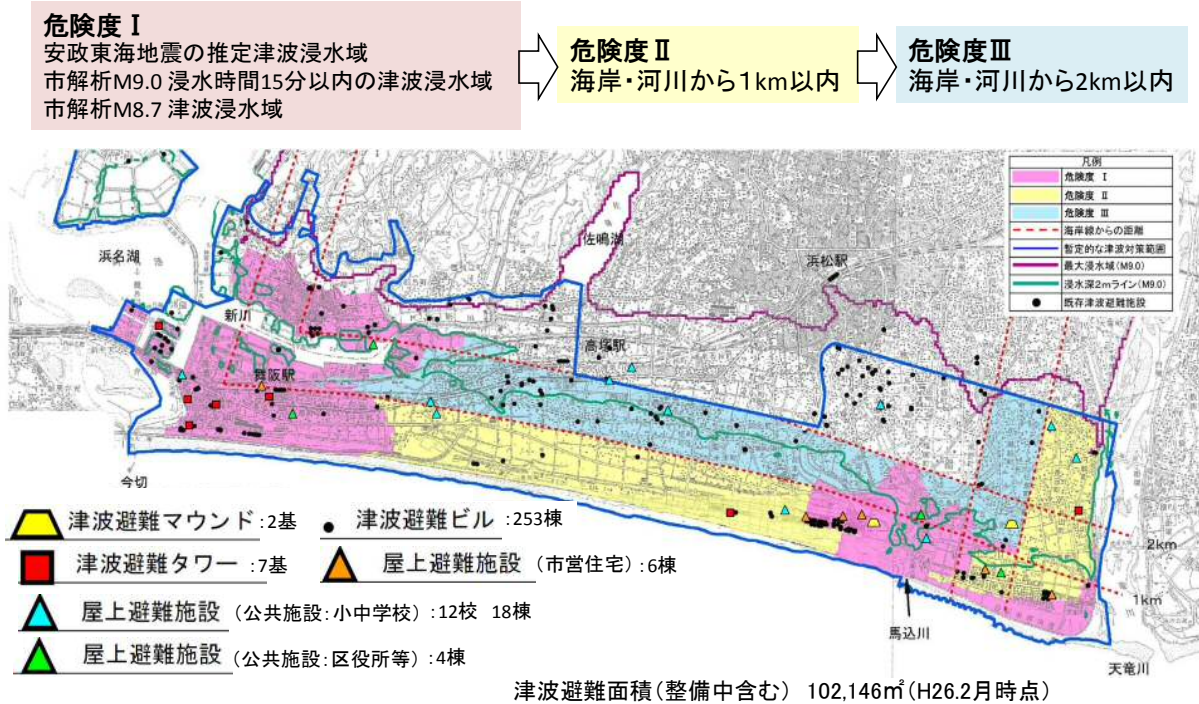 危険度Ⅰ
安政東海地震の推定津波浸水域
市解析M9.0 浸水時間15分以内の津波浸水域
市解析M8.7 津波浸水域
危険度Ⅱ
海岸・河川から1km以内
危険度Ⅲ
海岸・河川から2km以内
凡例
危険度 Ⅰ
危険度 Ⅱ
危険度 Ⅲ
海岸線からの距離
暫定的な津波対策範囲
最大浸水域(M9.0)
浸水深2mライン(M9.0)
既存津波避難施設
浜名湖
佐鳴湖
浜松駅
新川
高塚駅
舞阪駅
今切
2km
1km
馬込川
天竜川
津波避難マウンド:2基
津波避難ビル:253棟
津波避難タワー:7基
屋上避難施設(市営住宅):6棟
屋上避難施設(公共施設:小中学校):12校 18棟
屋上避難施設(公共施設:区役所等):4棟
津波避難面積(整備中含む) 102,146㎡(H26.2月時点)